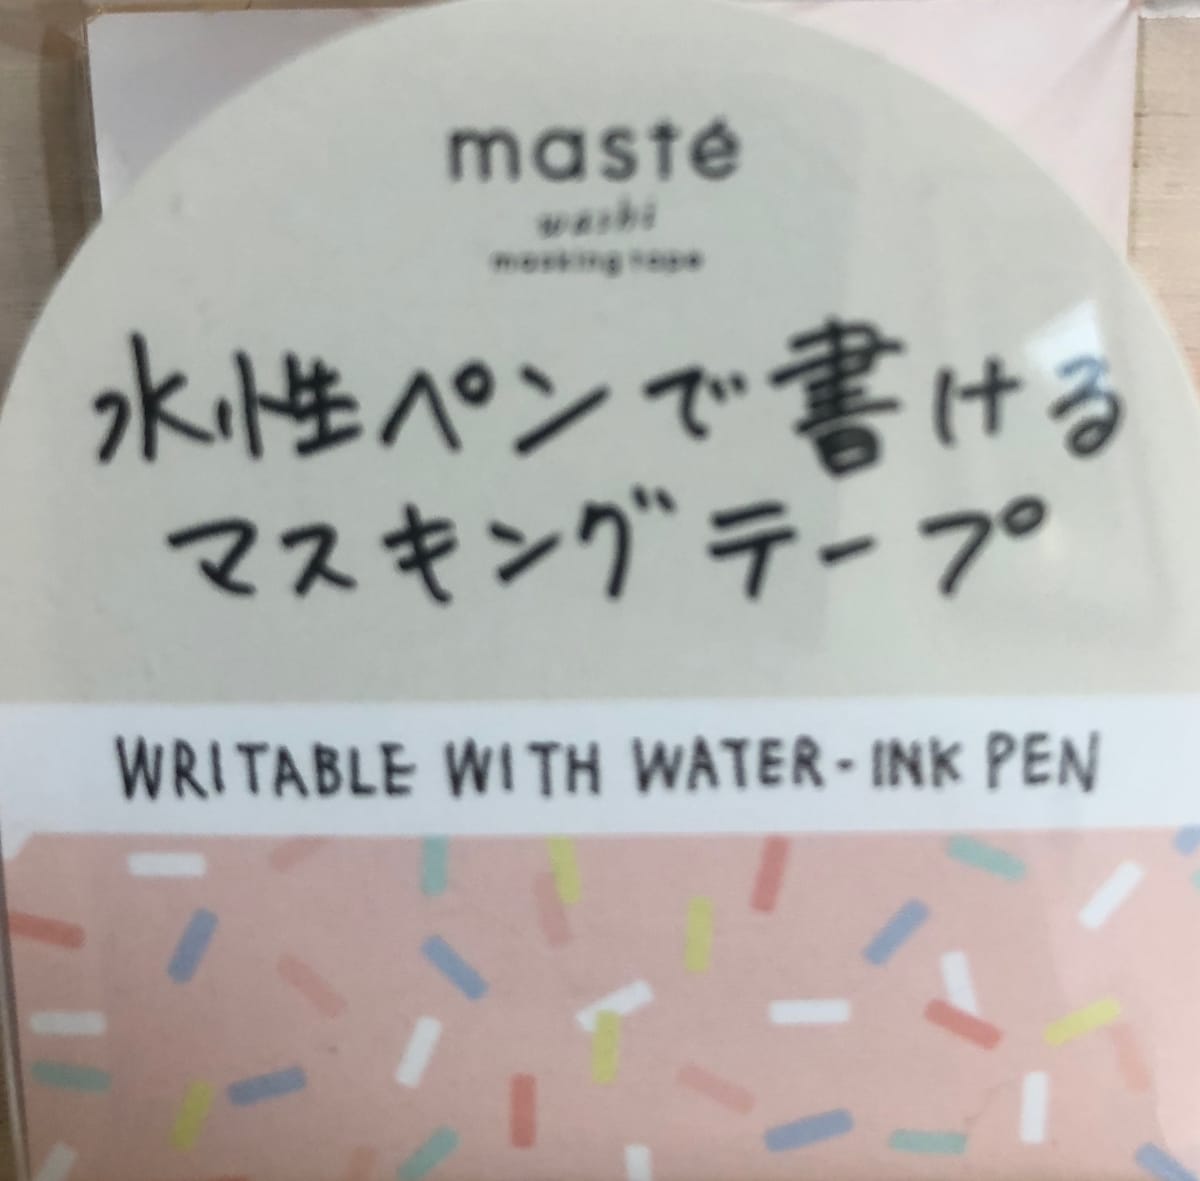 masté
washi
masking tape
水性ペンで書ける
マスキングテープ
WRITABLE WITH WATER-INK PEN